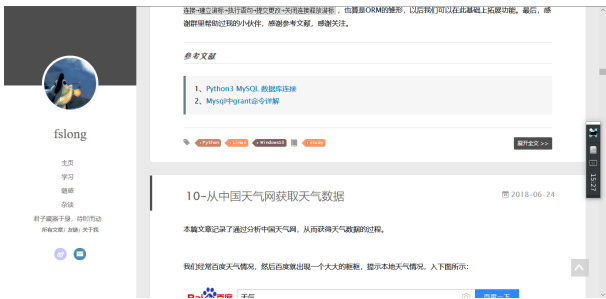 连接→建立游标→执行语句→提交更改→关闭连接释放游标，也算是ORM的雏形，以后我们可以在此基础上拓展功能。最后，感
谢群里帮助过我的小伙伴，感谢参考文献，感谢关注。
参考文献
1、Python3 MySQL 数据库连接
2、Mysql中grant命令详解
Python Linux Windows10 study
展开全文 >>
fslong
主页
学习
随感
杂谈
君子藏器于身，待时而动
所有文章/ 友链/ 关于我
10-从中国天气网获取天气数据
2018-06-24
本篇文章记录了通过分析中国天气网，从而获得天气数据的过程。
我们经常百度天气情况，然后百度就出现一个大大的框框，提示本地天气情况，入下图所示：
Bai 百度 天气
百度一下
15:27